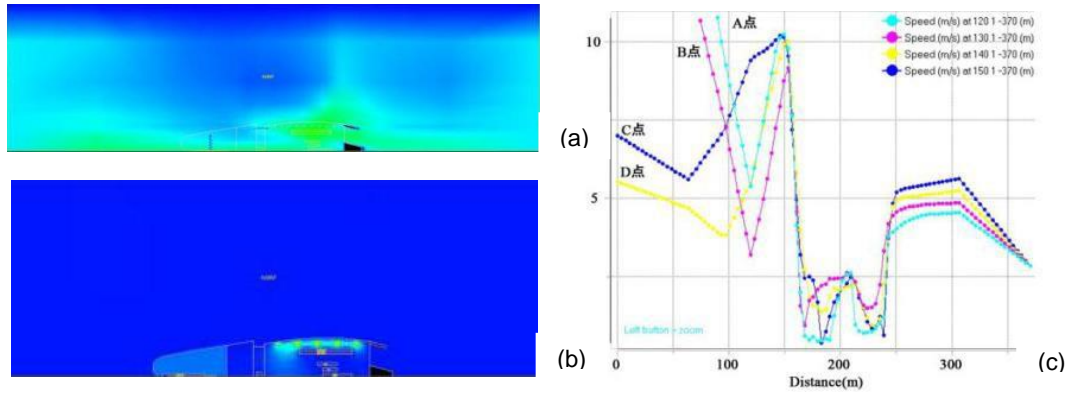 (a)
(b)
10
5
0
100
200
300
Distance(m)
A点
B点
C点
D点
Speed (m/s) at 120 1 -370 (m)
Speed (m/s) at 130 1 -370 (m)
Speed (m/s) at 140 1 -370 (m)
Speed (m/s) at 150 1 -370 (m)
Left button - zoom
(c)